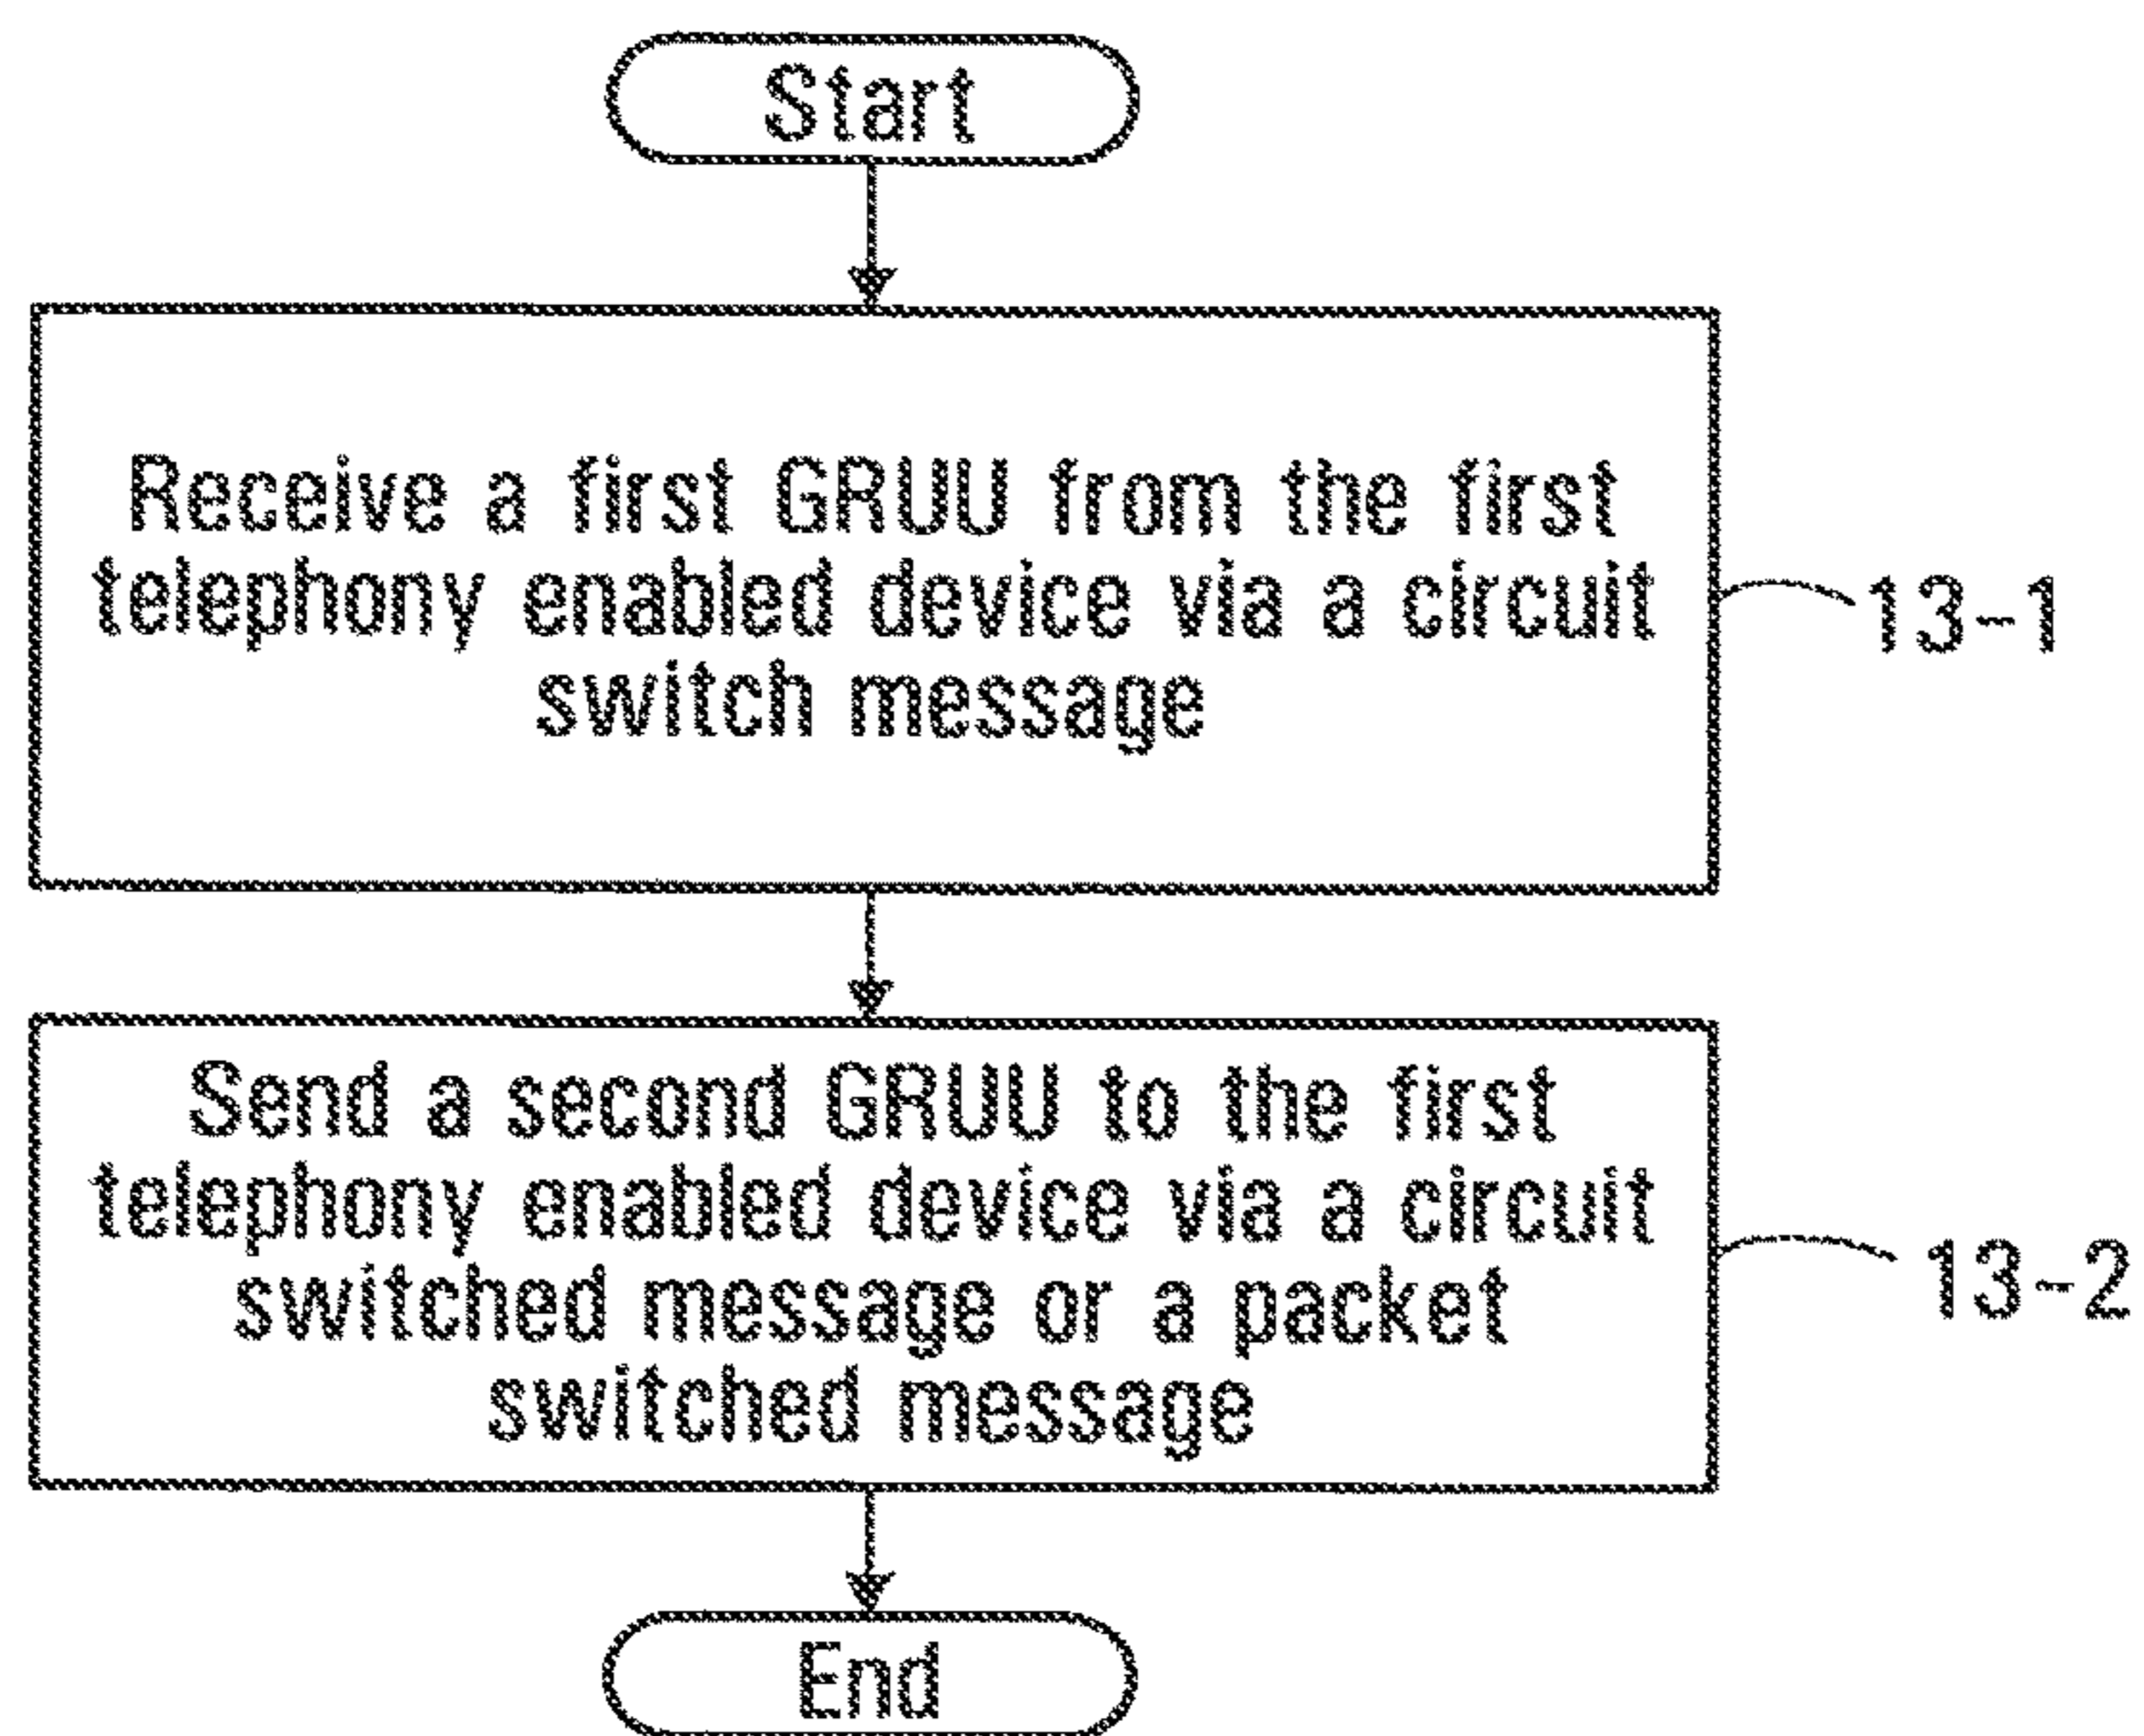 Start
Receive a first GRUU from the first
telephony enabled device via a circuit
switch message
13-1
Send a second GRUU to the first
telephony enabled device via a circuit
switched message or a packet
switched message
13-2
End